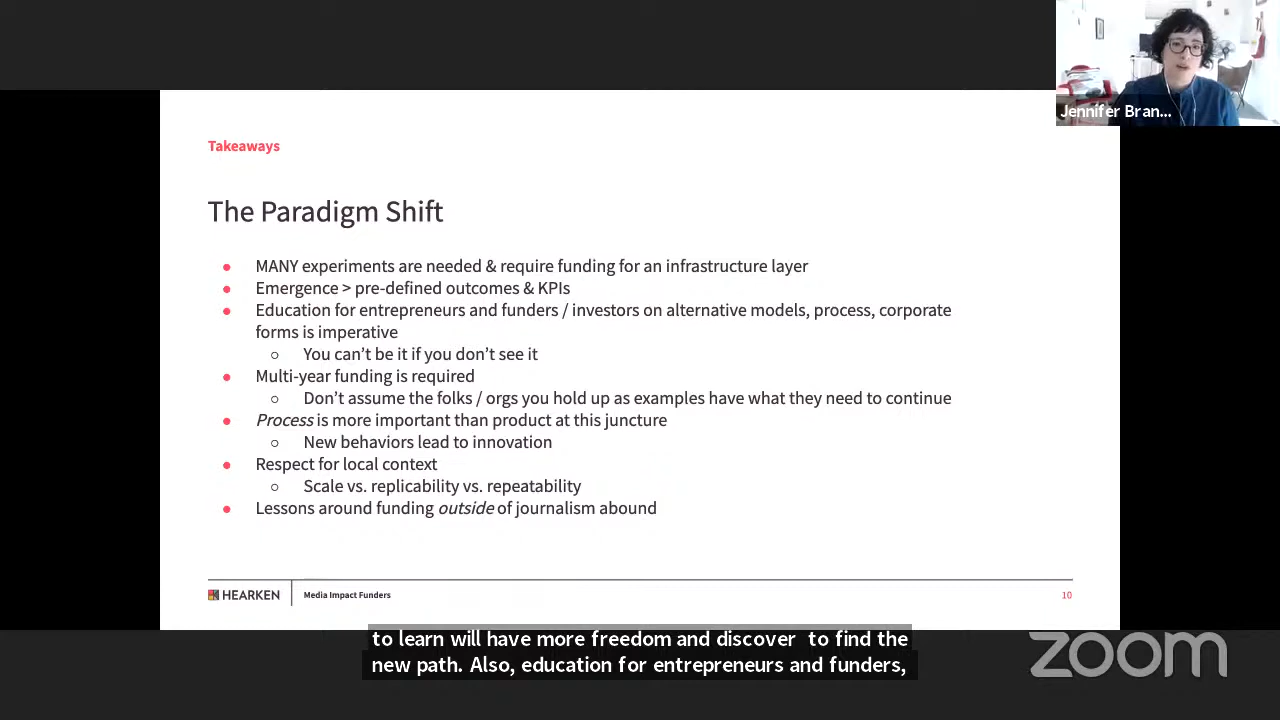 Jennifer Bran...
Takeaways
The Paradigm Shift
● MANY experiments are needed & require funding for an infrastructure layer
● Emergence > pre-defined outcomes & KPIs
● Education for entrepreneurs and funders / investors on alternative models, process, corporate
forms is imperative
○ You can’t be it if you don’t see it
● Multi-year funding is required
○ Don’t assume the folks / orgs you hold up as examples have what they need to continue
● Process is more important than product at this juncture
○ New behaviors lead to innovation
● Respect for local context
○ Scale vs. replicability vs. repeatability
● Lessons around funding outside of journalism abound
HEARKEN
Media Impact Funders
10
to learn will have more freedom and discover to find the
new path. Also, education for entrepreneurs and funders,
zoom